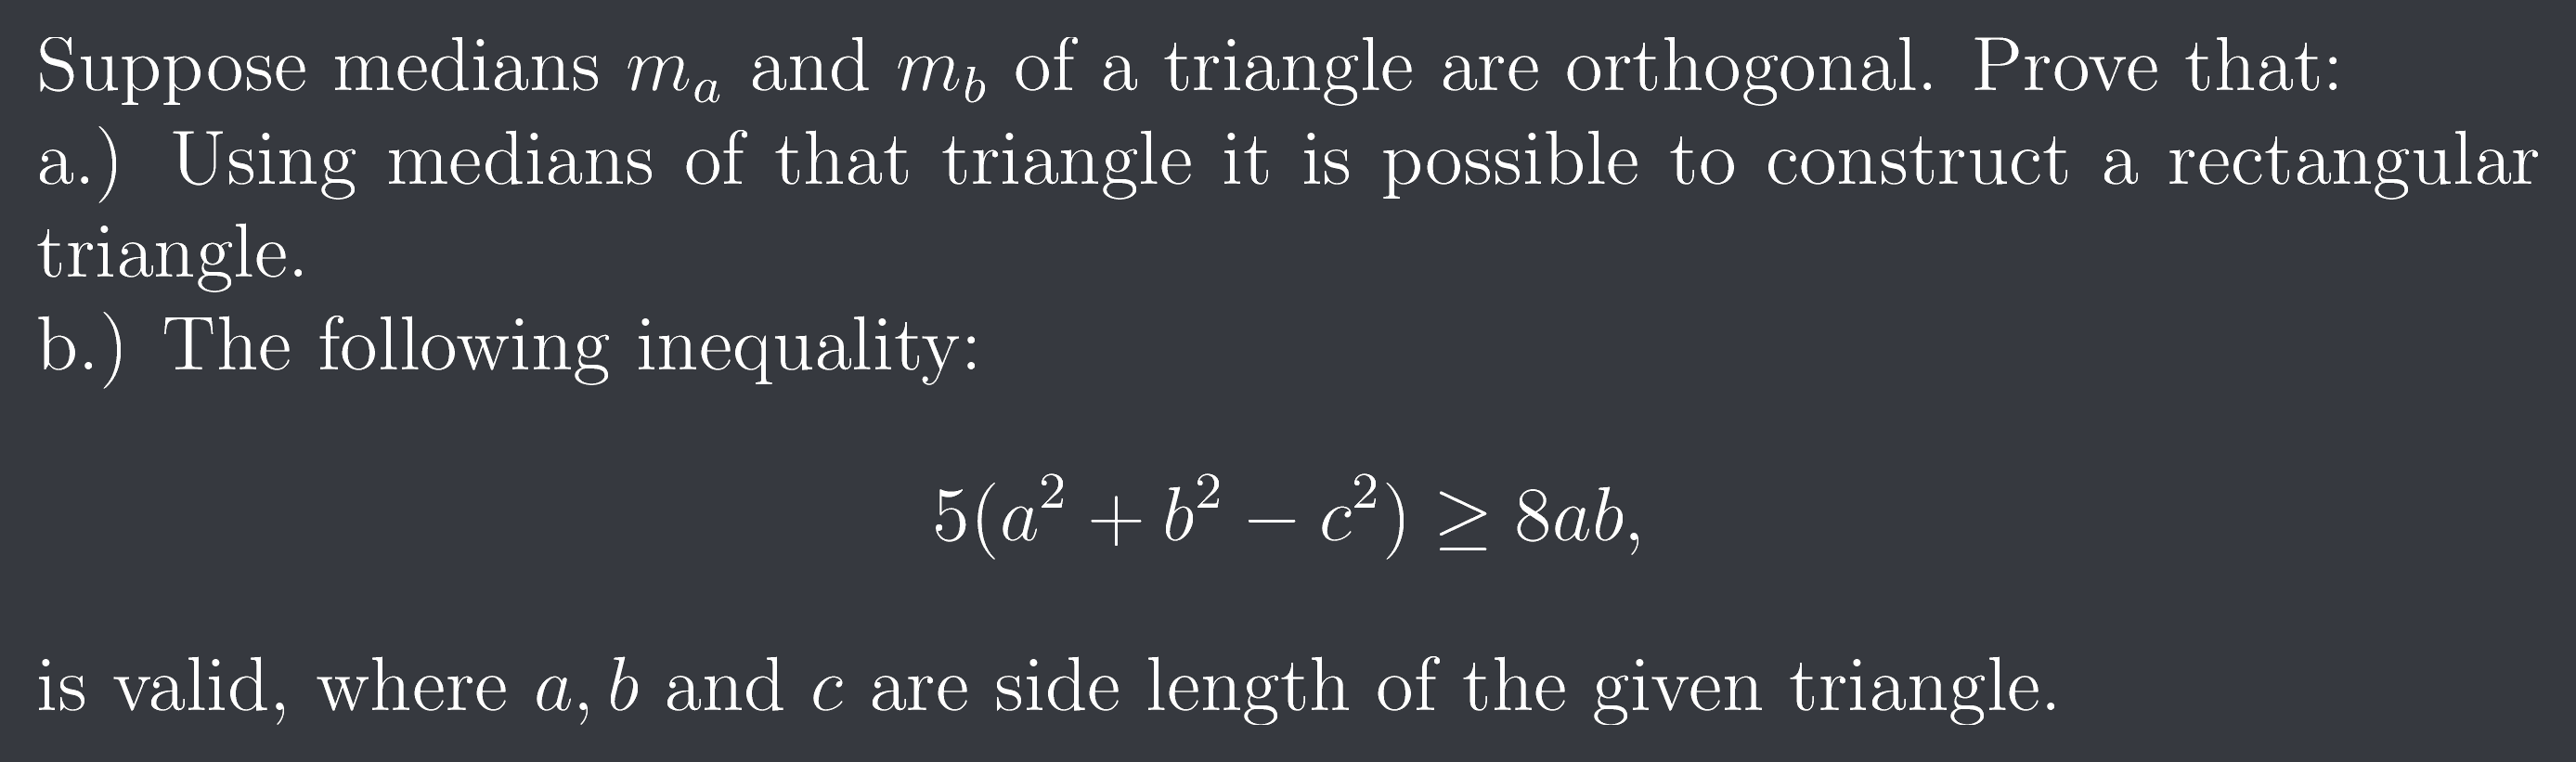 Suppose medians $m_a$ and $m_b$ of a triangle are orthogonal. Prove that:
a.) Using medians of that triangle it is possible to construct a rectangular
triangle.
b.) The following inequality:
$$5(a^2 + b^2 - c^2) \geq 8ab,$$
is valid, where $a, b$ and $c$ are side length of the given triangle.